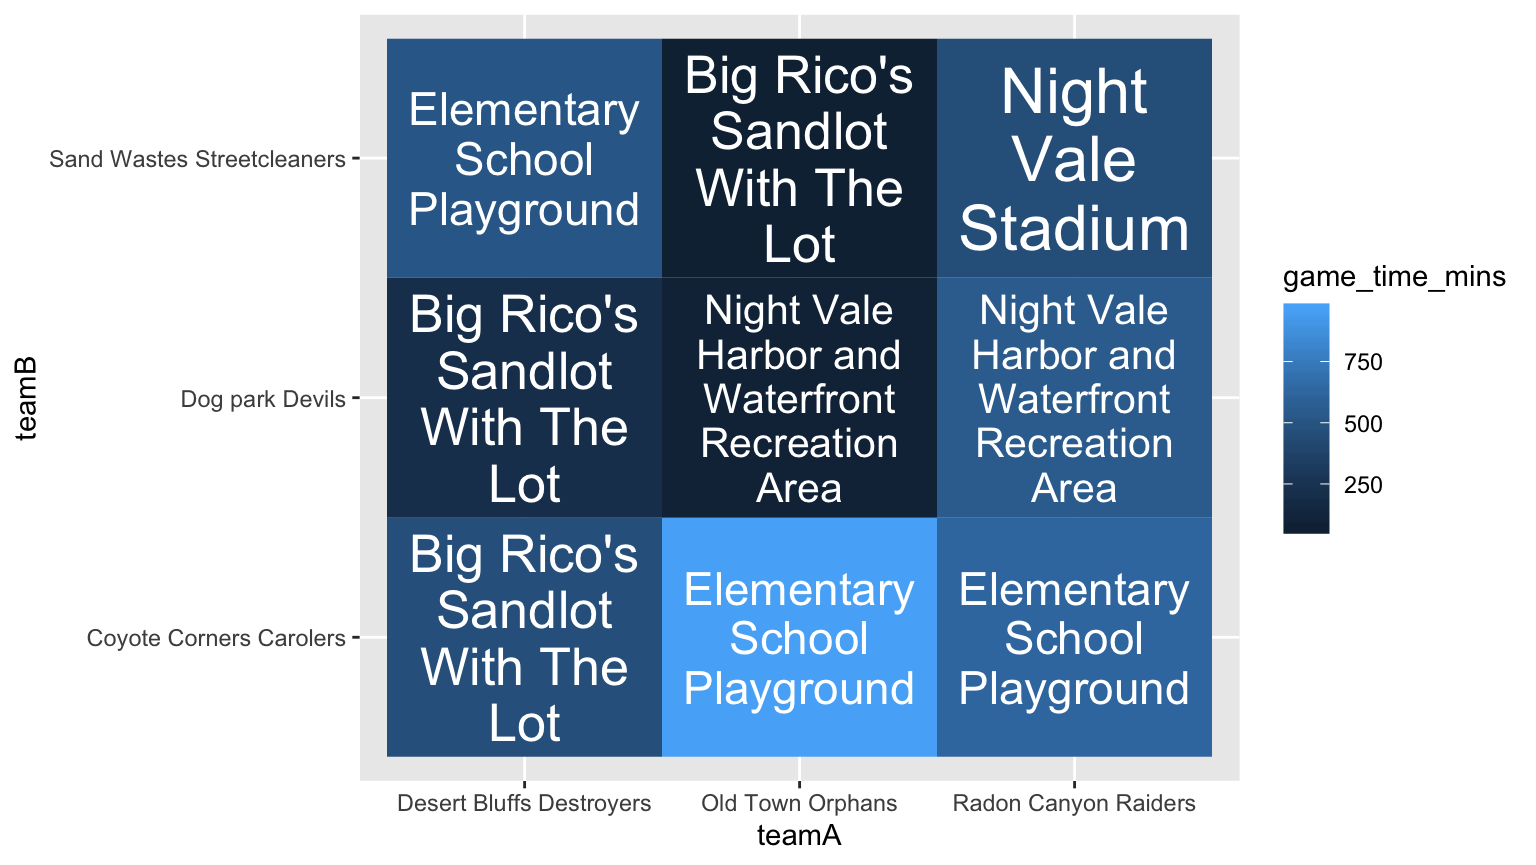 Elementary
School
Playground
Big Rico's
Sandlot
With The
Lot
Night
Vale
Stadium
Big Rico's
Sandlot
With The
Lot
Night Vale
Harbor and
Waterfront
Recreation
Area
Night Vale
Harbor and
Waterfront
Recreation
Area
Big Rico's
Sandlot
With The
Lot
Elementary
School
Playground
Elementary
School
Playground
Sand Wastes Streetcleaners
Dog park Devils
Coyote Corners Carolers
teamB
Desert Bluffs Destroyers
Old Town Orphans
Radon Canyon Raiders
teamA
game_time_mins
750
500
250